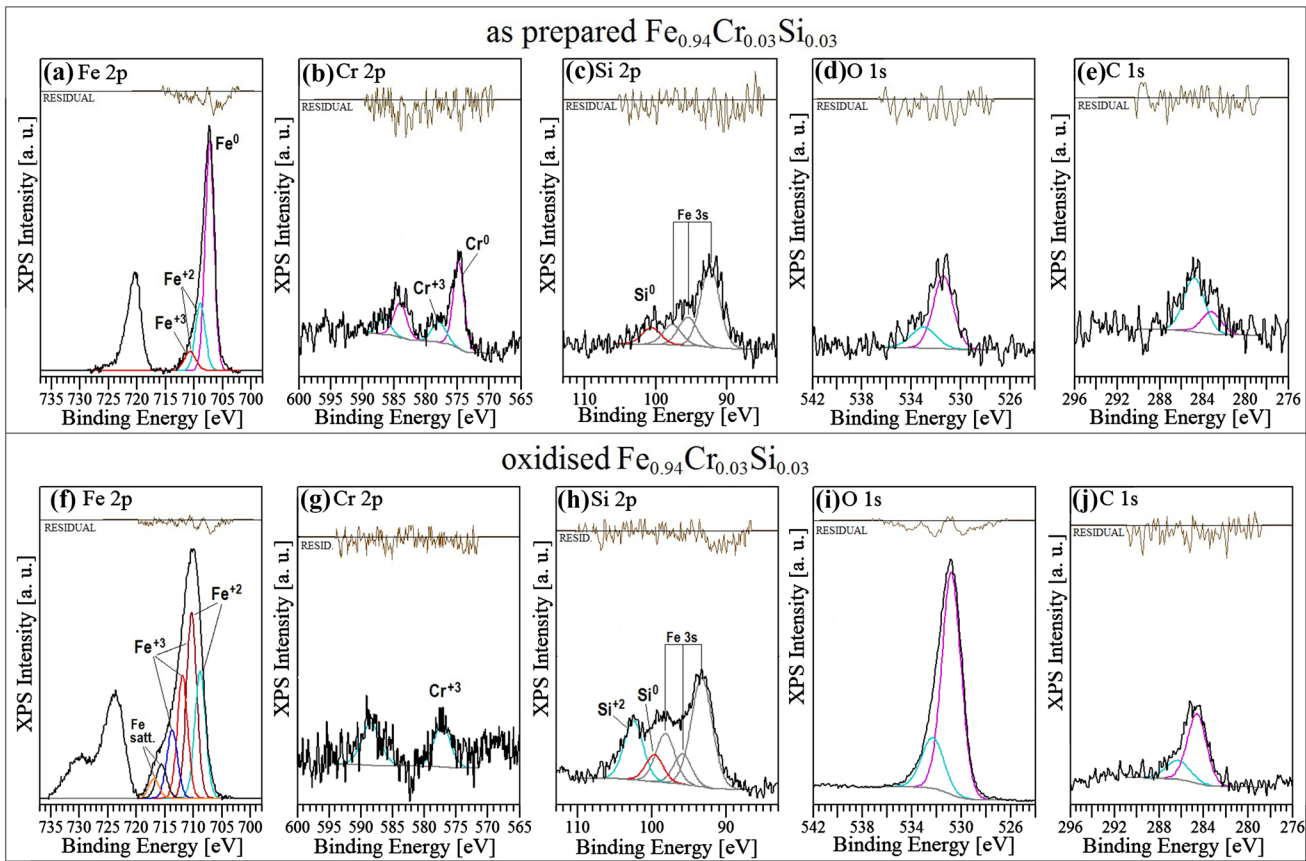 as prepared Fe0.94Cr0.03Si0.03
(a) Fe 2p
RESIDUAL
Fe0
Fe+2
Fe+3
XPS Intensity [a. u.]
735 725 715 705 700
Binding Energy [eV]
(b) Cr 2p
RESIDUAL
Cr0
Cr+3
XPS Intensity [a. u.]
600 595 590 585 580 575 570 565
Binding Energy [eV]
(c) Si 2p
RESIDUAL
Fe 3s
Si0
XPS Intensity [a. u.]
110 100 90
Binding Energy [eV]
(d) O 1s
RESIDUAL
XPS Intensity [a. u.]
542 538 534 530 526
Binding Energy [eV]
(e) C 1s
RESIDUAL
XPS Intensity [a. u.]
296 292 288 284 280 276
Binding Energy [eV]
oxidised Fe0.94Cr0.03Si0.03
(f) Fe 2p
RESIDUAL
Fe+2
Fe+3
Fe
satt.
XPS Intensity [a. u.]
735 725 715 705 700
Binding Energy [eV]
(g) Cr 2p
RESID.
Cr+3
XPS Intensity [a. u.]
600 595 590 585 580 575 570 565
Binding Energy [eV]
(h) Si 2p
RESID.
Fe 3s
Si+2
Si0
XPS Intensity [a. u.]
110 100 90
Binding Energy [eV]
(i) O 1s
RESIDUAL
XPS Intensity [a. u.]
542 538 534 530 526
Binding Energy [eV]
(j) C 1s
RESIDUAL
XPS Intensity [a. u.]
296 292 288 284 280 276
Binding Energy [eV]